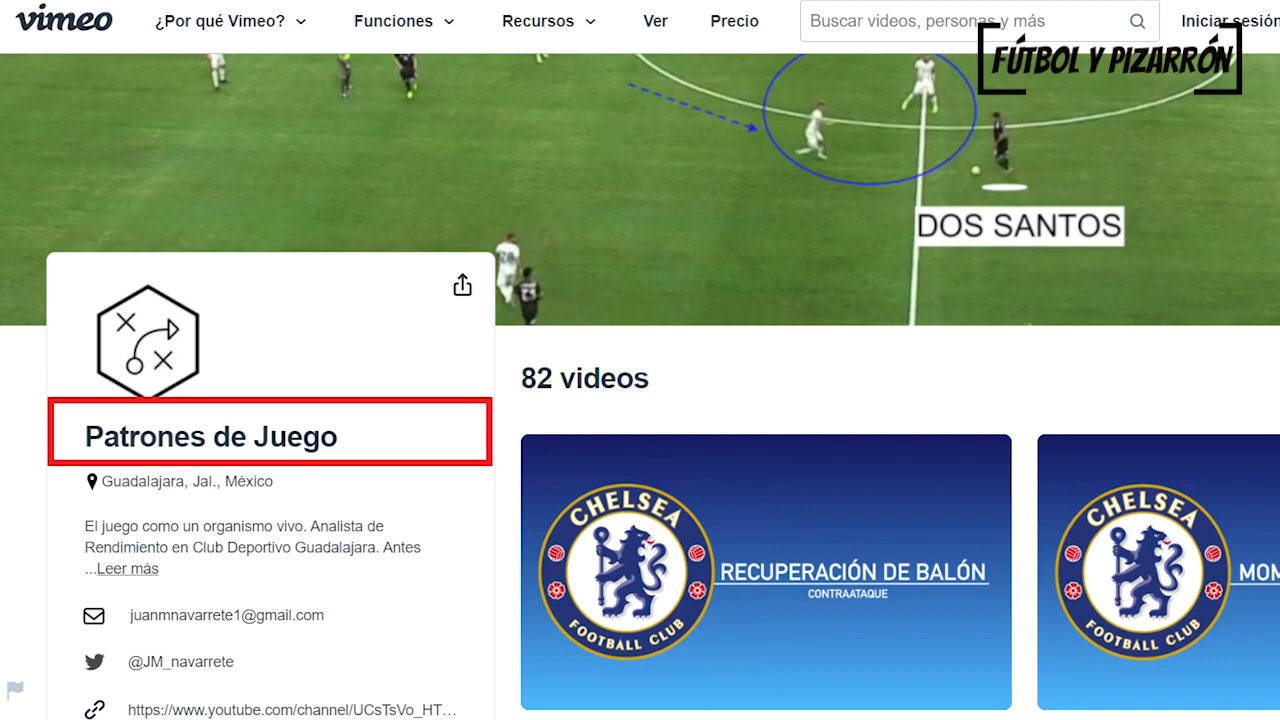 vimeo
¿Por qué Vimeo? Funciones Recursos Ver Precio Buscar videos, personas y más Iniciar sesión
FÚTBOL Y PIZARRÓN
DOS SANTOS
Patrones de Juego
Guadalajara, Jal., México
El juego como un organismo vivo. Analista de
Rendimiento en Club Deportivo Guadalajara. Antes
...Leer más
juanmnavarrete1@gmail.com
@JM_navarrete
https://www.youtube.com/channel/UCsTsVo_HT…
82 videos
CHELSEA
FOOTBALL CLUB
RECUPERACIÓN DE BALÓN
CONTRAATAQUE
CHELSEA
FOOTBALL CLUB
MOM